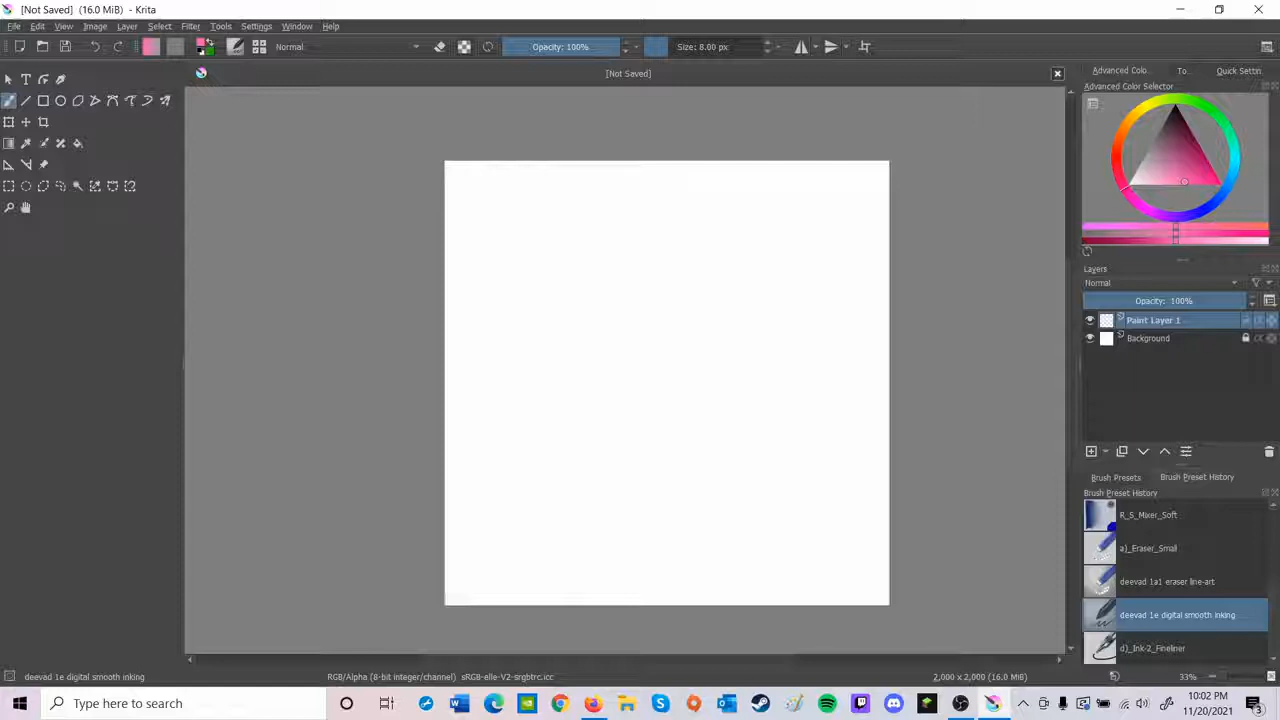 [Not Saved] (16.0 MiB) - Krita
File Edit View Image Layer Select Filter Tools Settings Window Help
Normal Opacity: 100% Size: 8.00 px
[Not Saved]
Advanced Colo... To... Quick Settin...
Advanced Color Selector
Layers
Normal
Opacity: 100%
Paint Layer 1
Background
Brush Presets Brush Preset History
Brush Preset History
R_S_Mixer_Soft
a)_Eraser_Small
deevad 1a1 eraser line-art
deevad 1e digital smooth inking
d)_Ink-2_Fineliner
deevad 1e digital smooth inking RGB/Alpha (8-bit integer/channel) sRGB-elle-V2-srgbtrc.icc 2,000 x 2,000 (16.0 MiB) 33%
Type here to search
10:02 PM
11/20/2021
3